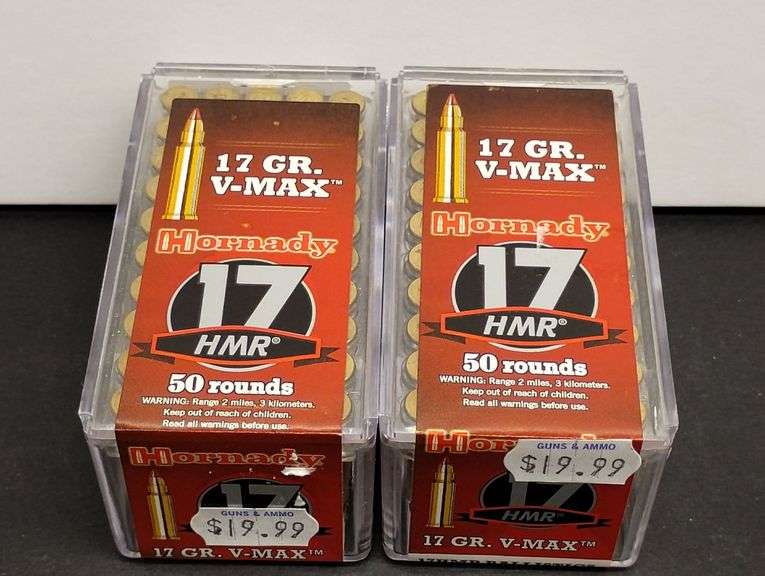 17 GR.
V-MAX™
Hornady
17
HMR®
50 rounds
WARNING: Range 2 miles, 3 kilometers.
Keep out of reach of children.
Read all warnings before use.
Hornady
17
GUNS & AMMO
$19.99
17 GR. V-MAX™
17 GR.
V-MAX™
Hornady
17
HMR®
50 rounds
WARNING: Range 2 miles, 3 kilometers.
Keep out of reach of children.
Read all warnings before use.
Hornady
GUNS & AMMO
$19.99
17
HMR®
17 GR. V-MAX™